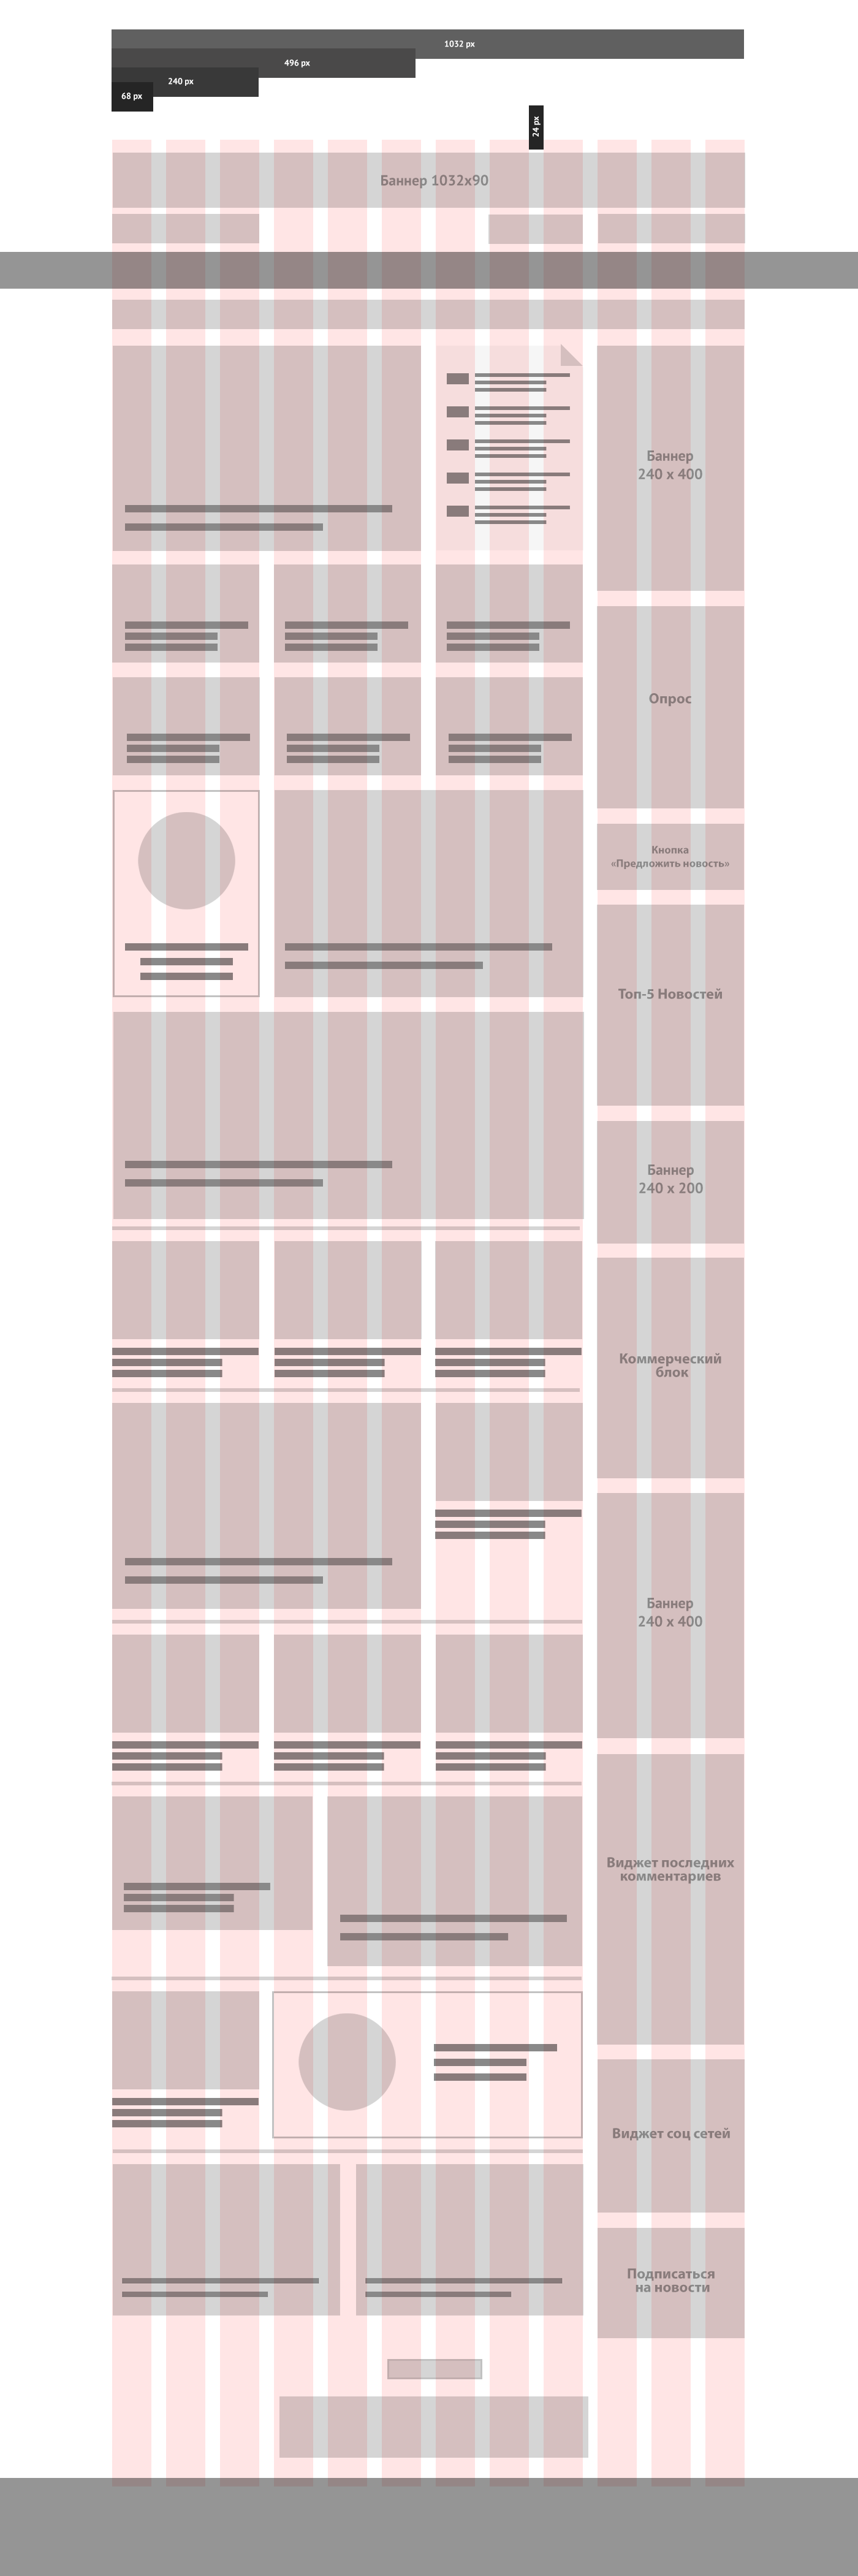 1032 px
496 px
240 px
68 px
24 px
Баннер 1032x90
Баннер
240 x 400
Опрос
Кнопка
«Предложить новость»
Топ-5 Новостей
Баннер
240 x 200
Коммерческий
блок
Баннер
240 x 400
Виджет последних
комментариев
Виджет соц сетей
Подписаться
на новости